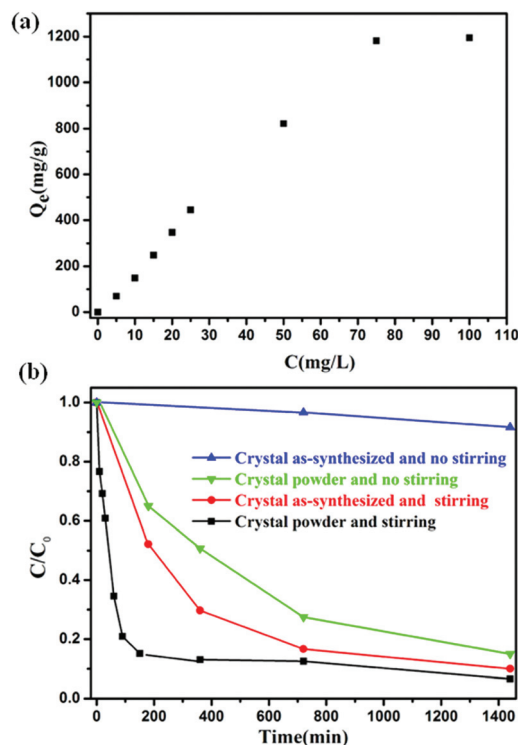 (a)
1200
1000
800
600
400
200
0
Qe(mg/g)
0 10 20 30 40 50 60 70 80 90 100 110
C(mg/L)
(b)
1.0
0.8
0.6
0.4
0.2
0.0
C/C0
Crystal as-synthesized and no stirring
Crystal powder and no stirring
Crystal as-synthesized and stirring
Crystal powder and stirring
0 200 400 600 800 1000 1200 1400
Time(min)